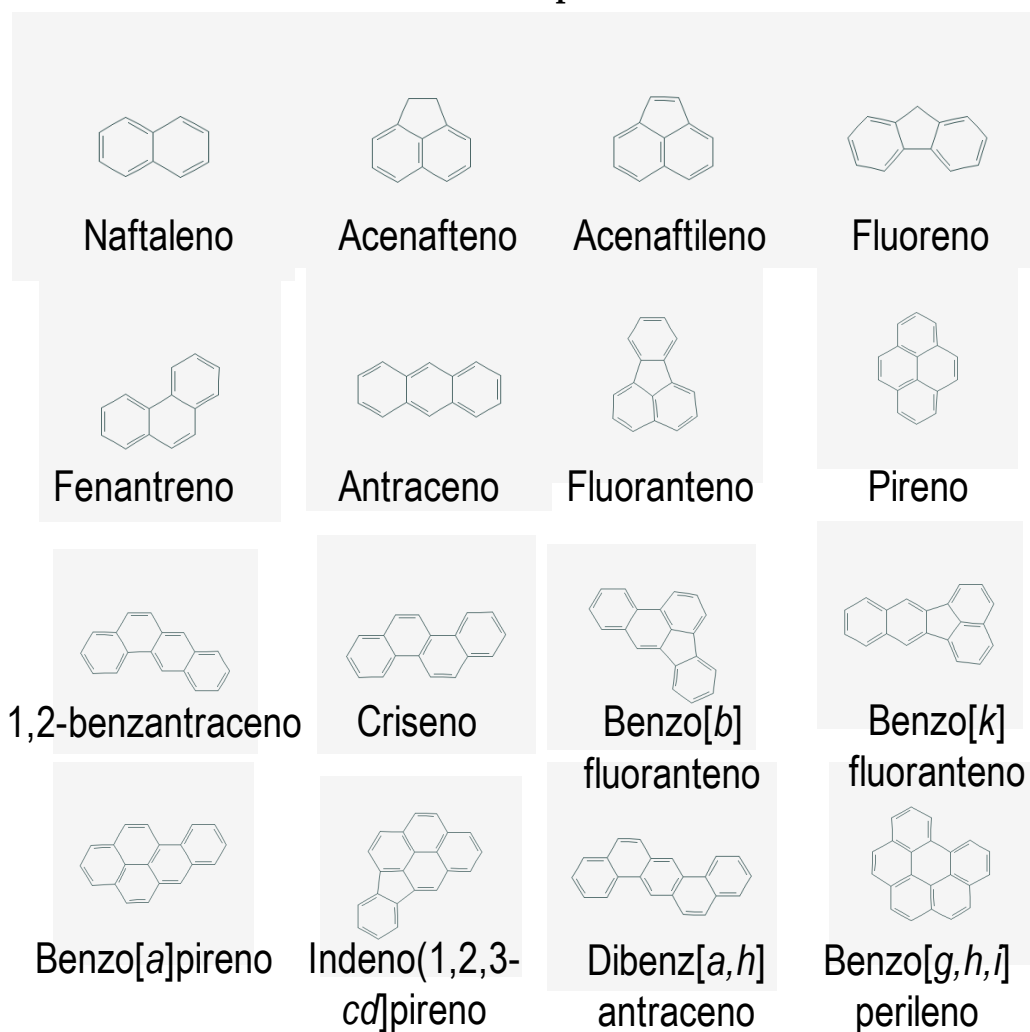 Naftaleno
Acenafteno
Acenaftileno
Fluoreno
Fenantreno
Antraceno
Fluoranteno
Pireno
1,2-benzantraceno
Criseno
Benzo[b]
fluoranteno
Benzo[k]
fluoranteno
Benzo[a]pireno
Indeno(1,2,3-
cd]pireno
Dibenz[a,h]
antraceno
Benzo[g,h,i]
perileno